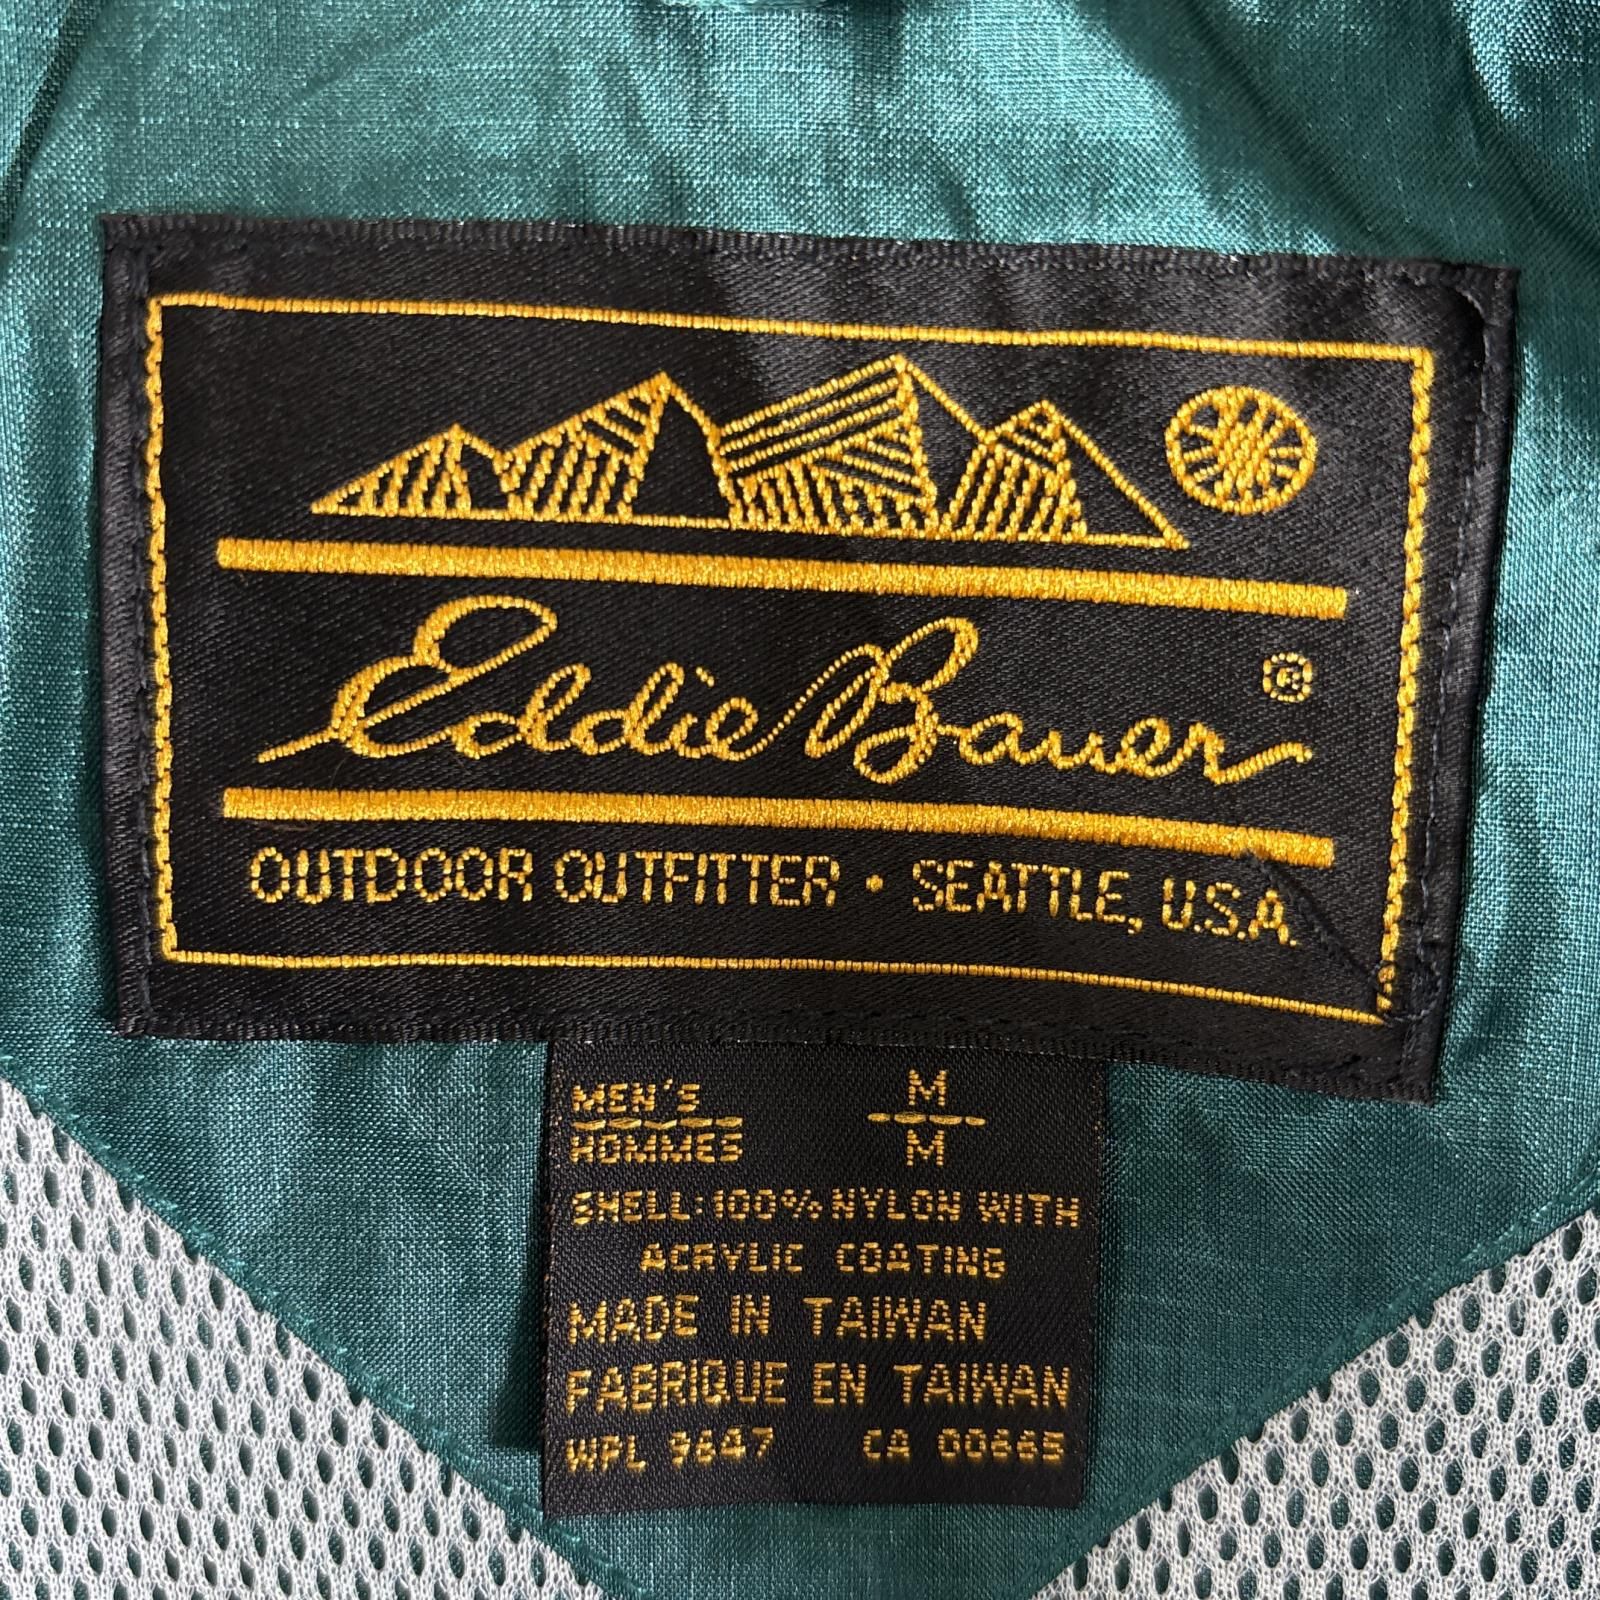 Eddie Bauer ®
OUTDOOR OUTFITTER • SEATTLE, U.S.A.
MEN'S M
HOMMES M
SHELL: 100% NYLON WITH
ACRYLIC COATING
MADE IN TAIWAN
FABRIQUE EN TAIWAN
WPL 9647 CA 00665